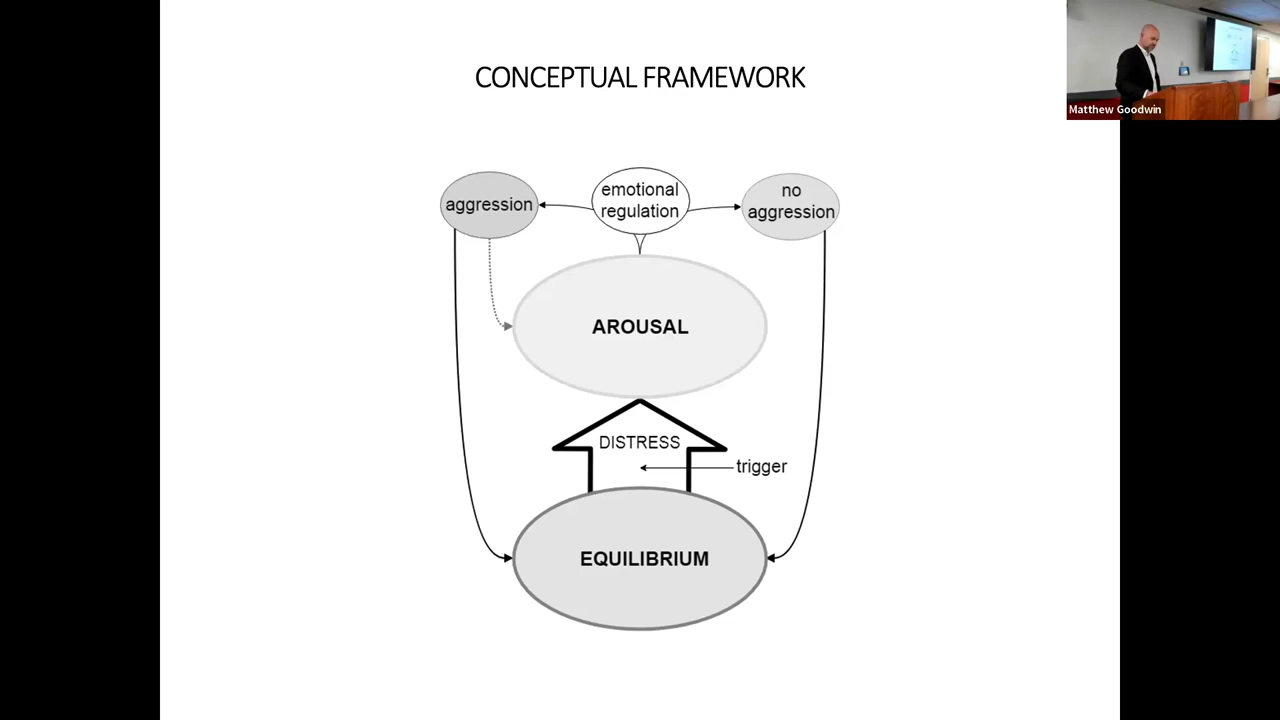 CONCEPTUAL FRAMEWORK
Matthew Goodwin
aggression
emotional
regulation
no
aggression
AROUSAL
DISTRESS
trigger
EQUILIBRIUM